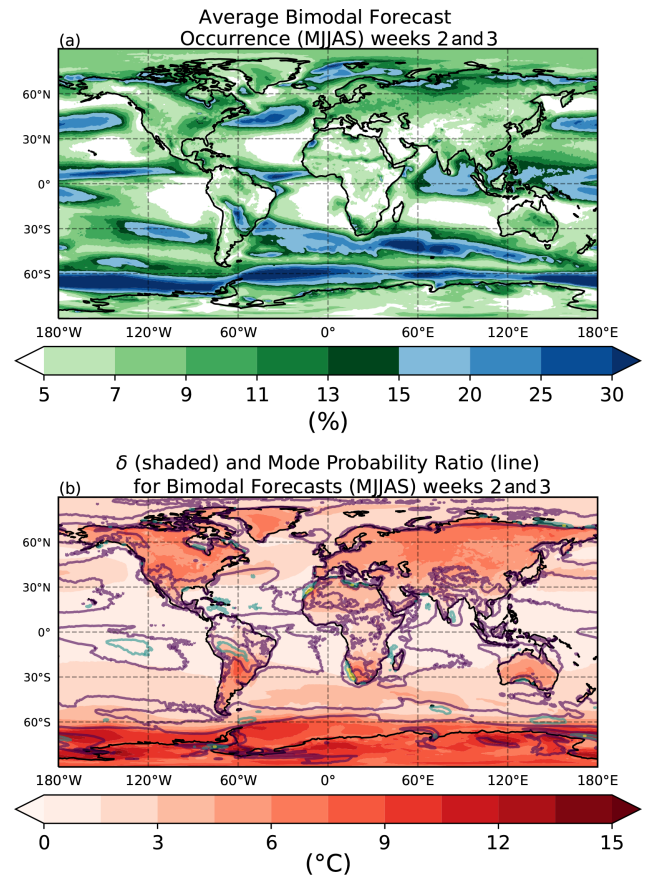 Average Bimodal Forecast
Occurrence (MJJAS) weeks 2 and 3
(a)
60°N
30°N
0°
30°S
60°S
180°W 120°W 60°W 0° 60°E 120°E 180°E
5 7 9 11 13 15 20 25 30
(%)
δ (shaded) and Mode Probability Ratio (line)
for Bimodal Forecasts (MJJAS) weeks 2 and 3
(b)
60°N
30°N
0°
30°S
60°S
180°W 120°W 60°W 0° 60°E 120°E 180°E
0 3 6 9 12 15
(°C)